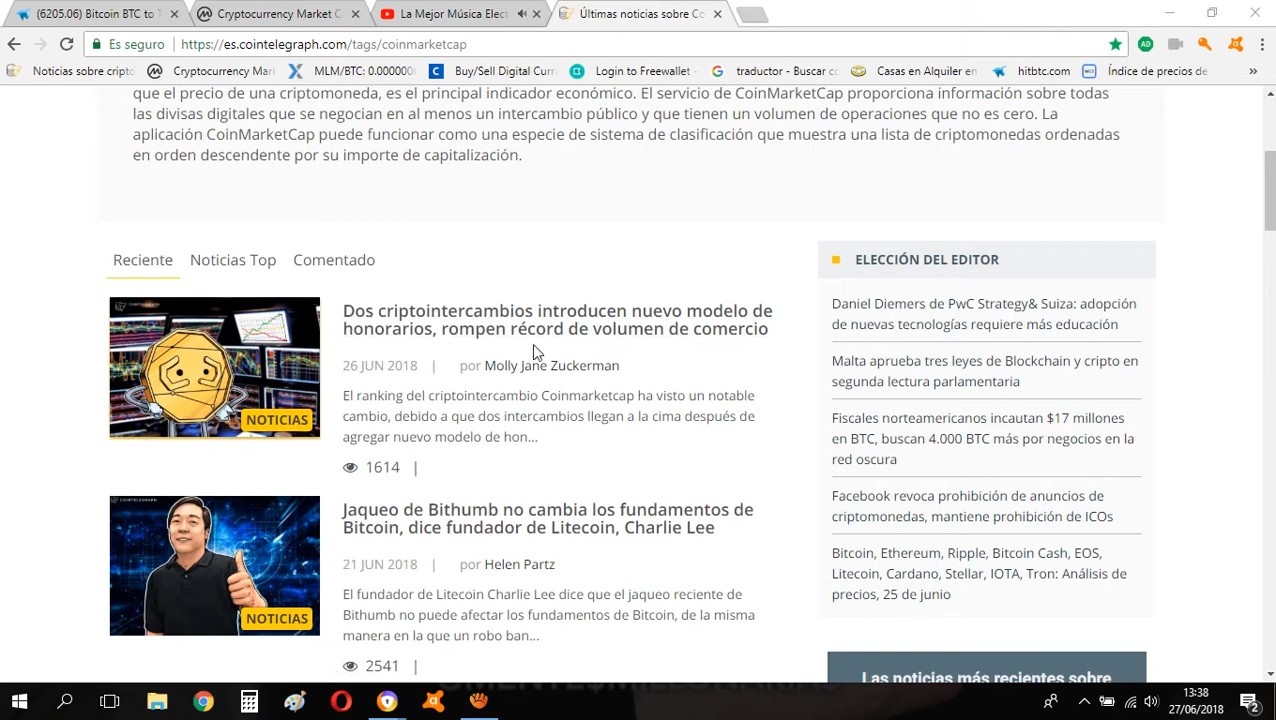 (6205.06) Bitcoin BTC to T
Cryptocurrency Market C
La Mejor Música Elect
Últimas noticias sobre Co
Es seguro
https://es.cointelegraph.com/tags/coinmarketcap
Noticias sobre cripto
Cryptocurrency Mark
MLM/BTC: 0.000000
Buy/Sell Digital Curr
Login to Freewallet -
traductor - Buscar co
Casas en Alquiler en
hitbtc.com
Índice de precios de
»
que el precio de una criptomoneda, es el principal indicador económico. El servicio de CoinMarketCap proporciona información sobre todas
las divisas digitales que se negocian en al menos un intercambio público y que tienen un volumen de operaciones que no es cero. La
aplicación CoinMarketCap puede funcionar como una especie de sistema de clasificación que muestra una lista de criptomonedas ordenadas
en orden descendente por su importe de capitalización.
Reciente
Noticias Top
Comentado
COINTELEGRAPH
NOTICIAS
Dos criptointercambios introducen nuevo modelo de
honorarios, rompen récord de volumen de comercio
26 JUN 2018 | por Molly Jane Zuckerman
El ranking del criptointercambio Coinmarketcap ha visto un notable
cambio, debido a que dos intercambios llegan a la cima después de
agregar nuevo modelo de hon...
1614 |
COINTELEGRAPH
NOTICIAS
Jaqueo de Bithumb no cambia los fundamentos de
Bitcoin, dice fundador de Litecoin, Charlie Lee
21 JUN 2018 | por Helen Partz
El fundador de Litecoin Charlie Lee dice que el jaqueo reciente de
Bithumb no puede afectar los fundamentos de Bitcoin, de la misma
manera en la que un robo ban...
2541 |
ELECCIÓN DEL EDITOR
Daniel Diemers de PwC Strategy& Suiza: adopción
de nuevas tecnologías requiere más educación
Malta aprueba tres leyes de Blockchain y cripto en
segunda lectura parlamentaria
Fiscales norteamericanos incautan $17 millones
en BTC, buscan 4.000 BTC más por negocios en la
red oscura
Facebook revoca prohibición de anuncios de
criptomonedas, mantiene prohibición de ICOs
Bitcoin, Ethereum, Ripple, Bitcoin Cash, EOS,
Litecoin, Cardano, Stellar, IOTA, Tron: Análisis de
precios, 25 de junio
Las noticias más recientes sobre
13:38
27/06/2018
2